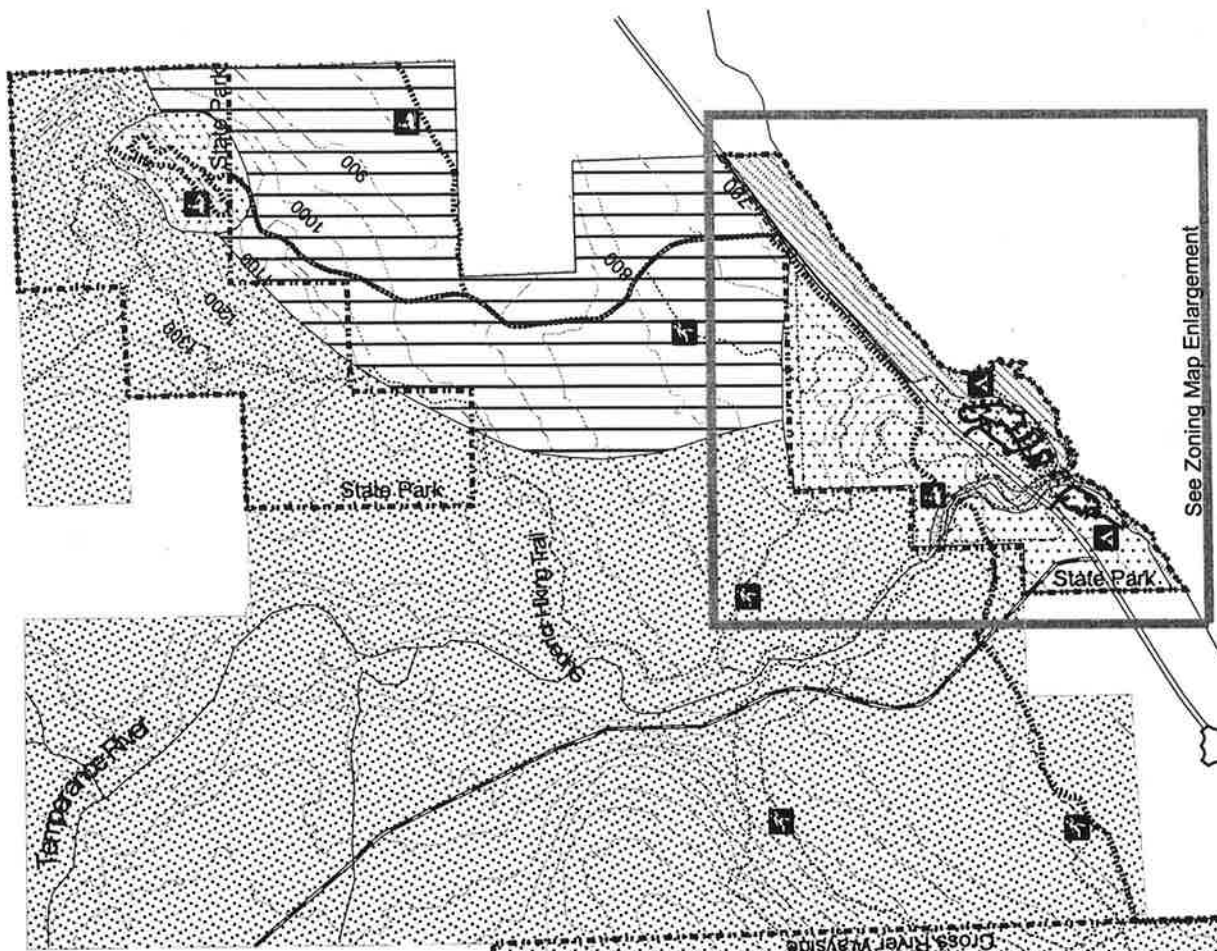 State Park
900
1000
700
1100
800
1200
1300
State Park
See Zoning Map Enlargement
Superior Hiking Trail
State Park
Temperance River
Cross River Wayside